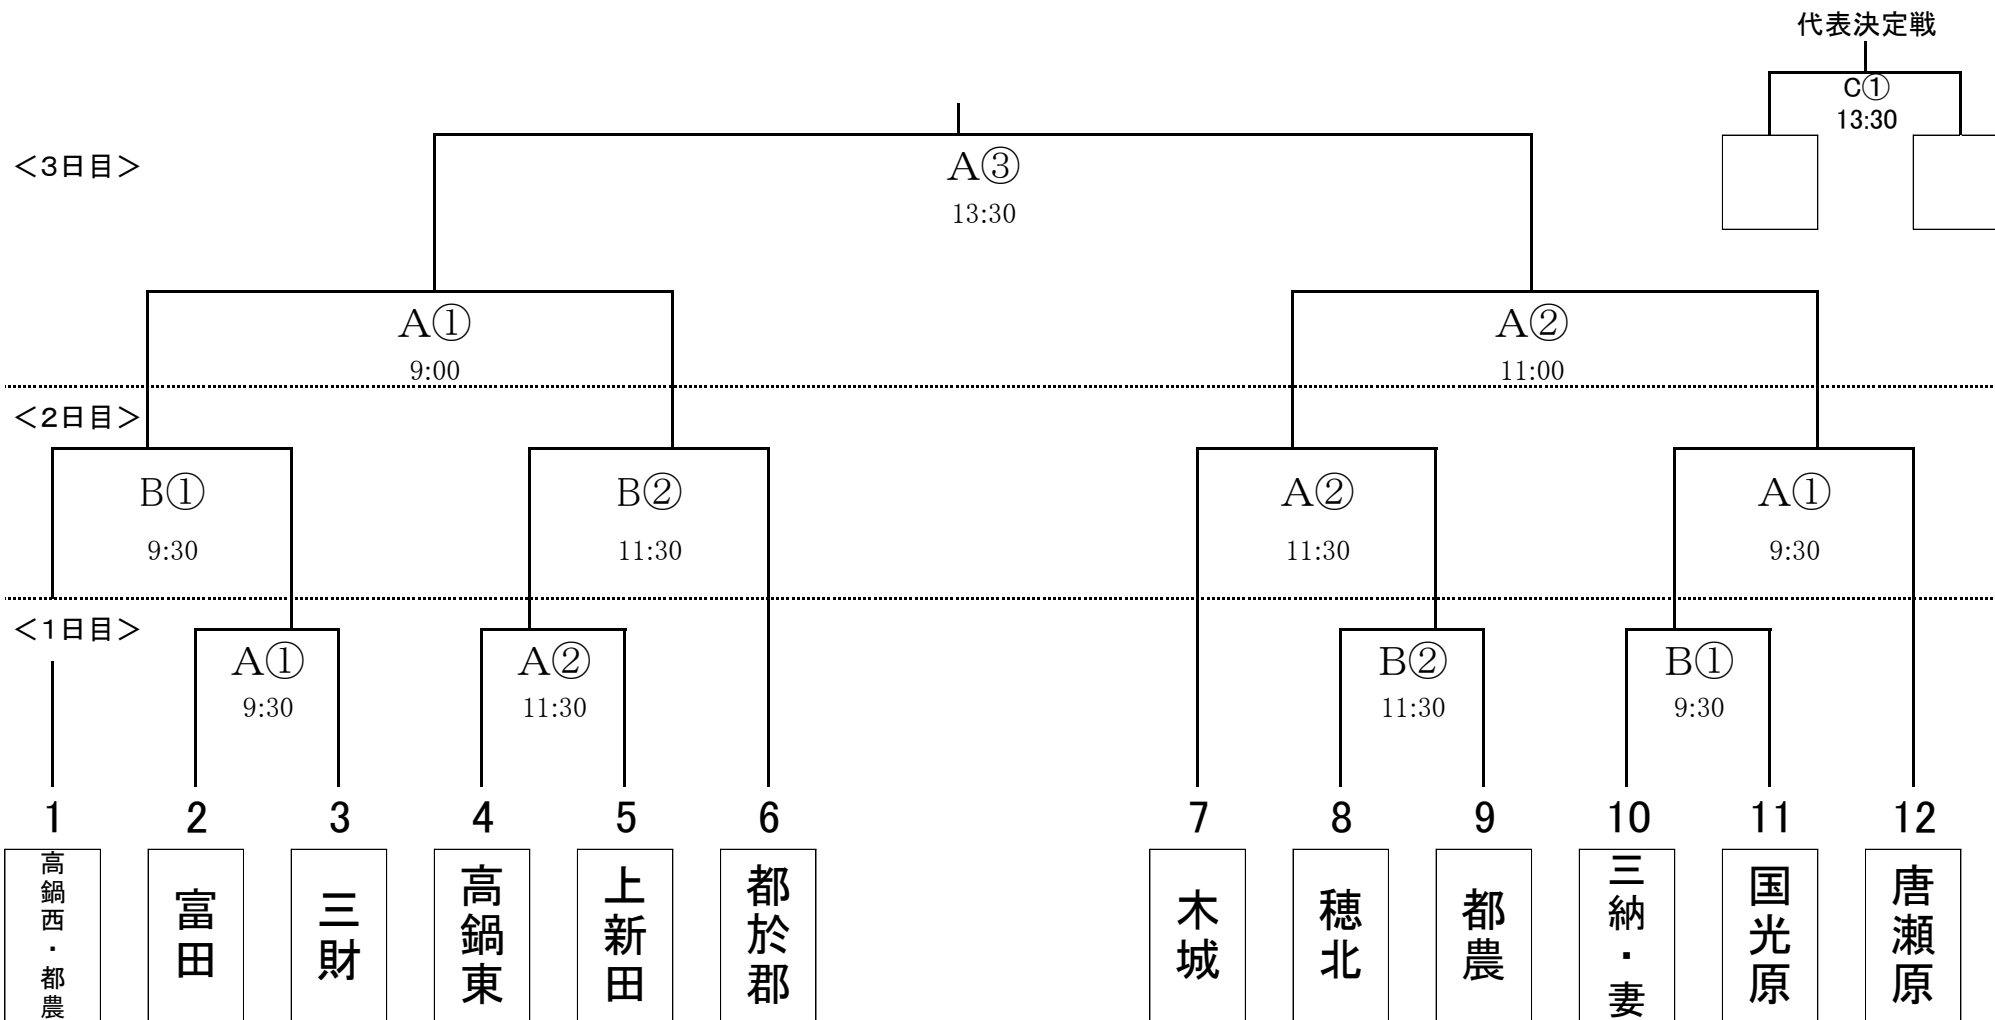 代表決定戦
C①
13:30
＜3日目＞
A③
13:30
A①
9:00
A②
11:00
＜2日目＞
B①
9:30
B②
11:30
A②
11:30
A①
9:30
＜1日目＞
A①
9:30
A②
11:30
B②
11:30
B①
9:30
1 2 3 4 5 6 7 8 9 10 11 12
高鍋西・都農
富田
三財
高鍋東
上新田
都於郡
木城
穂北
都農
三納・妻
国光原
唐瀬原